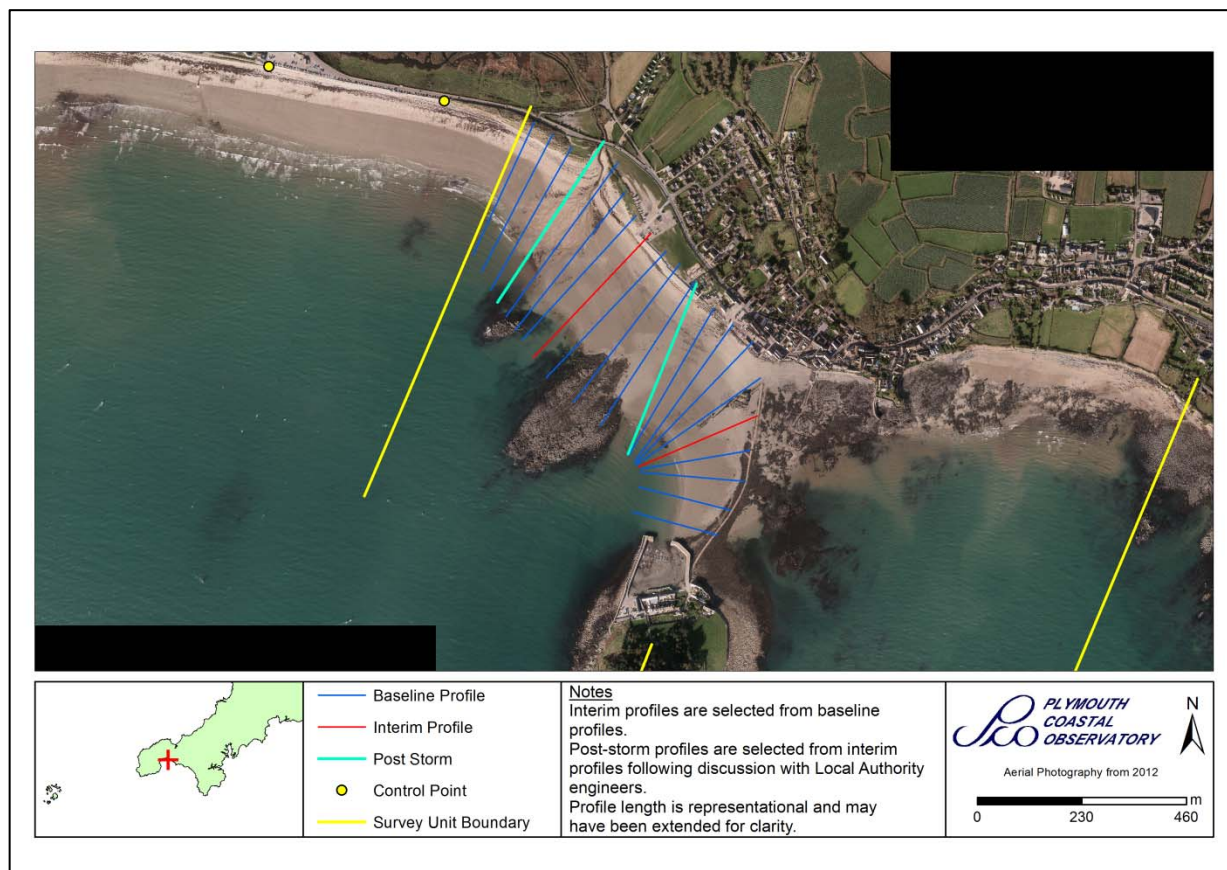 Baseline Profile
Interim Profile
Post Storm
Control Point
Survey Unit Boundary
Notes
Interim profiles are selected from baseline
profiles.
Post-storm profiles are selected from interim
profiles following discussion with Local Authority
engineers.
Profile length is representational and may
have been extended for clarity.
PLYMOUTH
COASTAL
OBSERVATORY
N
Aerial Photography from 2012
m
0 230 460